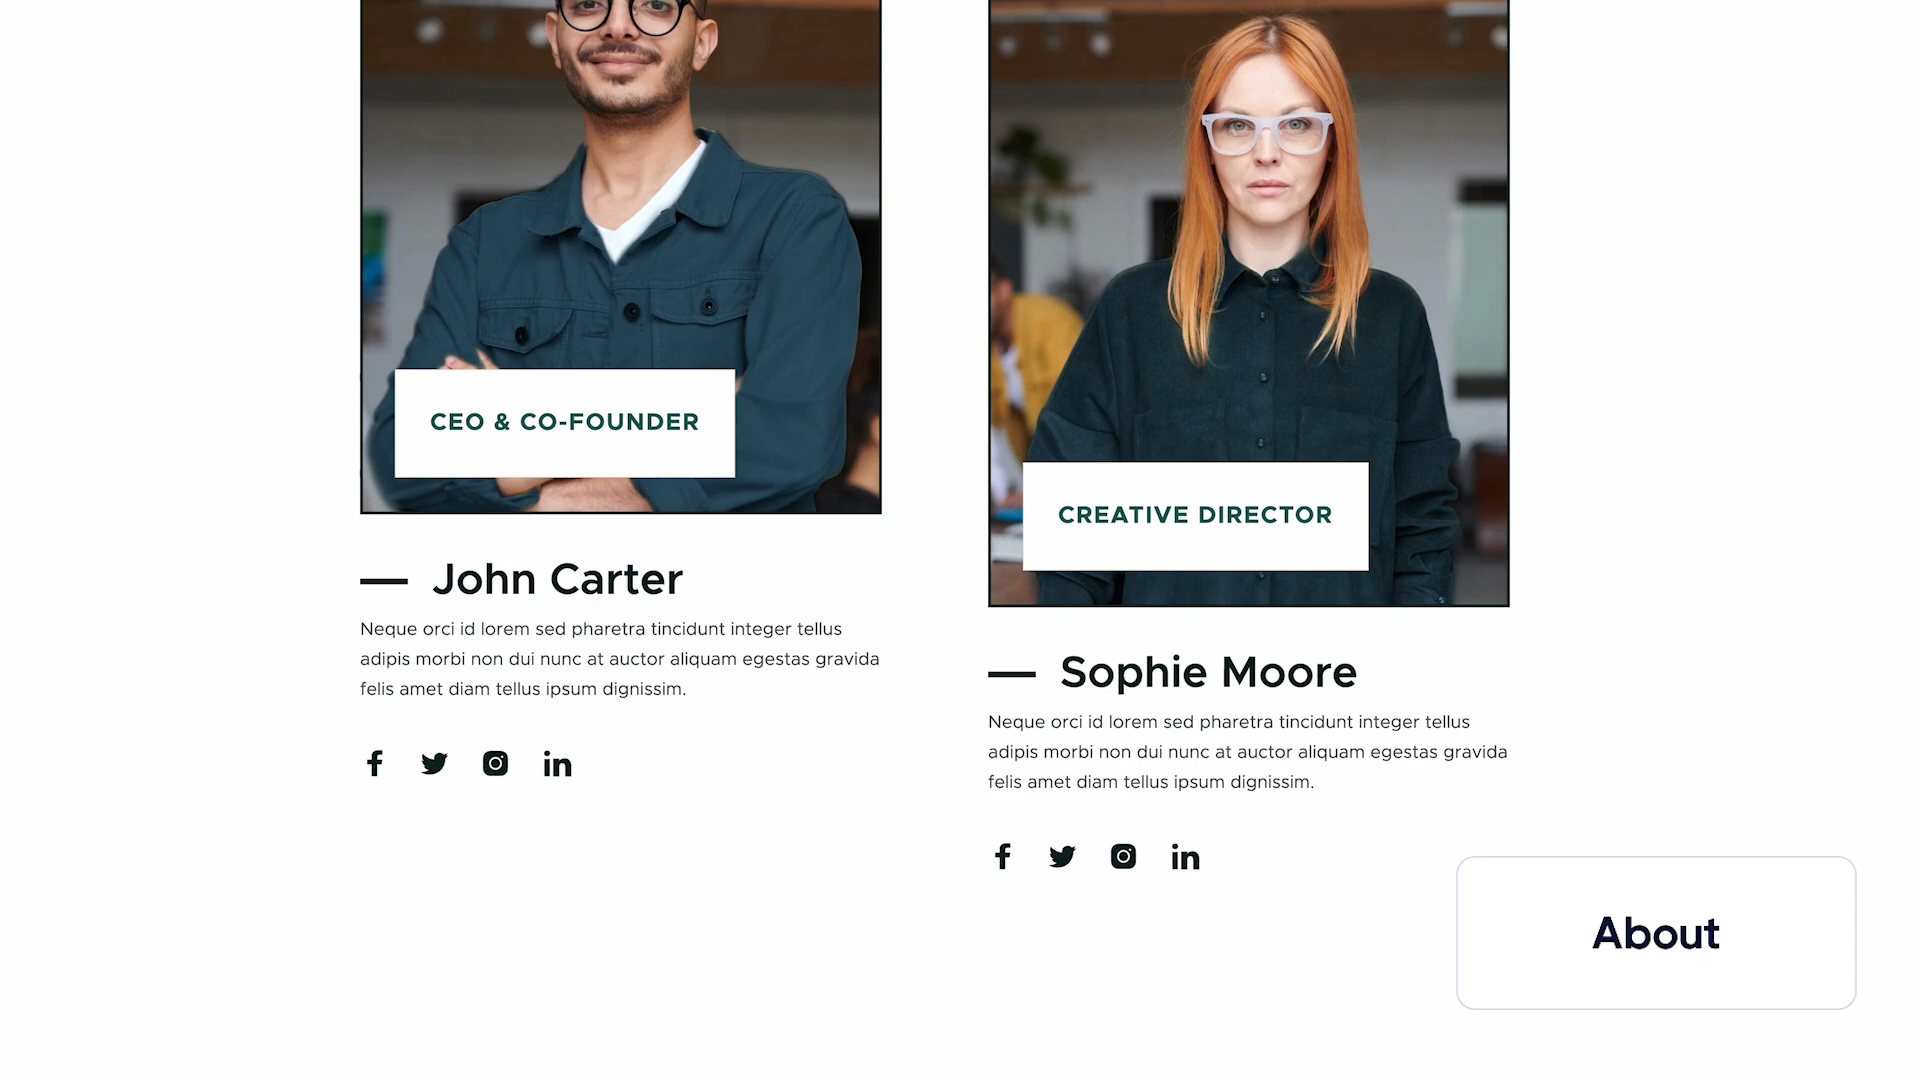 CEO & CO-FOUNDER
John Carter
Neque orci id lorem sed pharetra tincidunt integer tellus
adipis morbi non dui nunc at auctor aliquam egestas gravida
felis amet diam tellus ipsum dignissim.
CREATIVE DIRECTOR
Sophie Moore
Neque orci id lorem sed pharetra tincidunt integer tellus
adipis morbi non dui nunc at auctor aliquam egestas gravida
felis amet diam tellus ipsum dignissim.
About